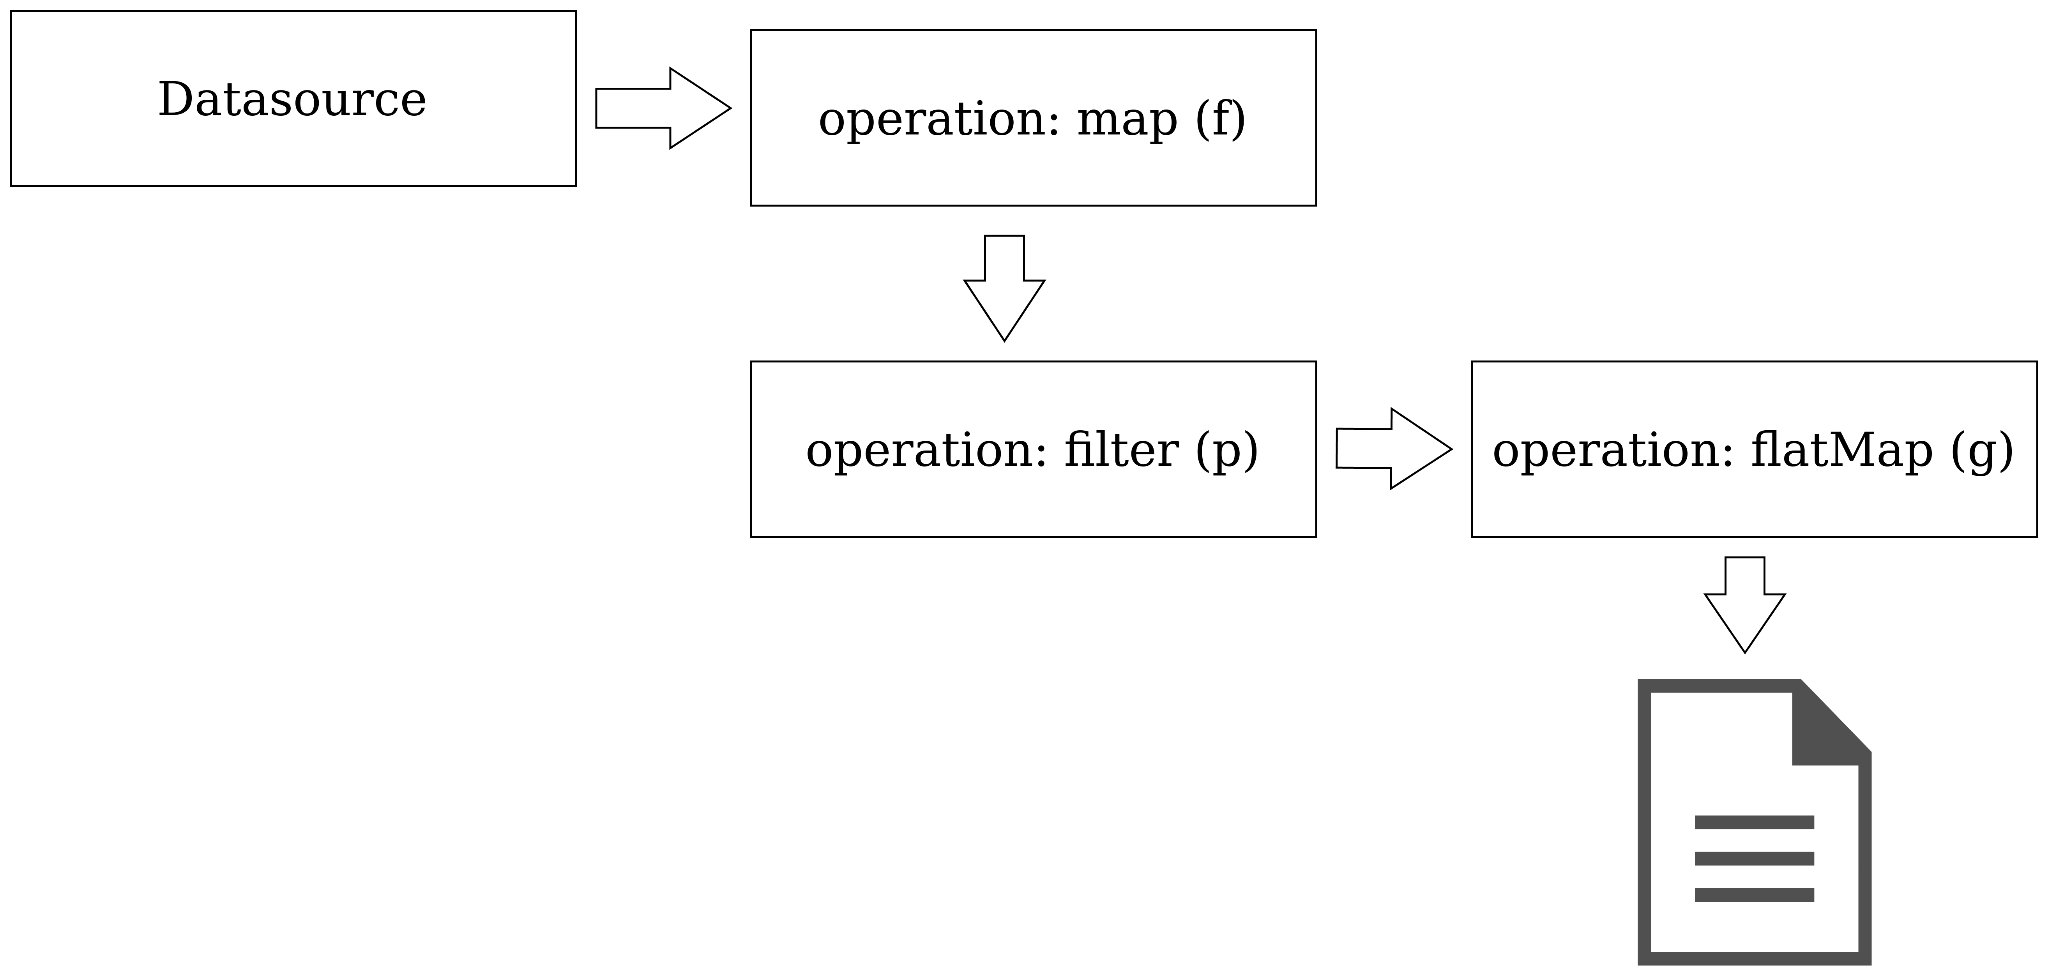 Datasource
operation: map (f)
operation: filter (p)
operation: flatMap (g)